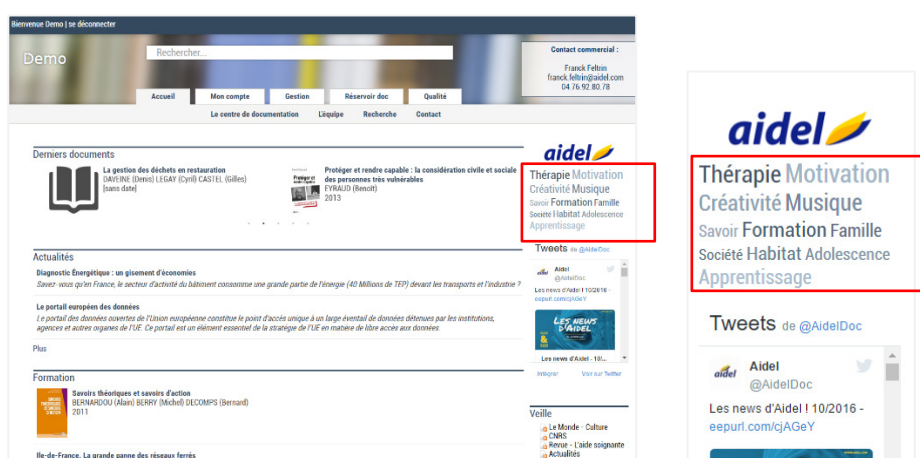 Bienvenue Demo | se déconnecter
Demo
Rechercher...
Contact commercial :
Franck Feltrin
franck.feltrin@aidel.com
04.76.92.80.78
Accueil Mon compte Gestion Réservoir doc Qualité
Le centre de documentation L'équipe Recherche Contact
Derniers documents
La gestion des déchets en restauration
DAVEINE (Denis) LEGAY (Cyril) CASTEL (Gilles)
[sans date]
Protéger et rendre capable : la considération civile et sociale
des personnes très vulnérables
EYRAUD (Benoit)
2013
Actualités
Diagnostic Énergétique : un gisement d'économies
Savez-vous qu'en France, le secteur d'activité du bâtiment consomme une grande partie de l'énergie (40 Millions de TEP) devant les transports et l'industrie ?
Le portail européen des données
Le portail des données ouvertes de l'Union européenne constitue le point d'accès unique à un large éventail de données détenues par les institutions,
agences et autres organes de l'UE. Ce portail est un élément essentiel de la stratégie de l'UE en matière de libre accès aux données.
Plus
Formation
Savoirs théoriques et savoirs d'action
BERNARDOU (Alain) BERRY (Michel) DECOMPS (Bernard)
2011
Ile-de-France. La grande panne des réseaux ferrés
aidel
Thérapie Motivation
Créativité Musique
Savoir Formation Famille
Société Habitat Adolescence
Apprentissage
Tweets de @AidelDoc
Aidel
@AidelDoc
Les news d'Aidel ! 10/2016 -
eepurl.com/cjAGeY
LES NEWS
D'AIDEL
Les news d'Aidel - 10/...
Intégrer Voir sur Twitter
Veille
Le Monde - Culture
CNRS
Revue - L'aide soignante
Actualités
aidel
Thérapie Motivation
Créativité Musique
Savoir Formation Famille
Société Habitat Adolescence
Apprentissage
Tweets de @AidelDoc
aidel
Aidel
@AidelDoc
Les news d'Aidel ! 10/2016 -
eepurl.com/cjAGeY